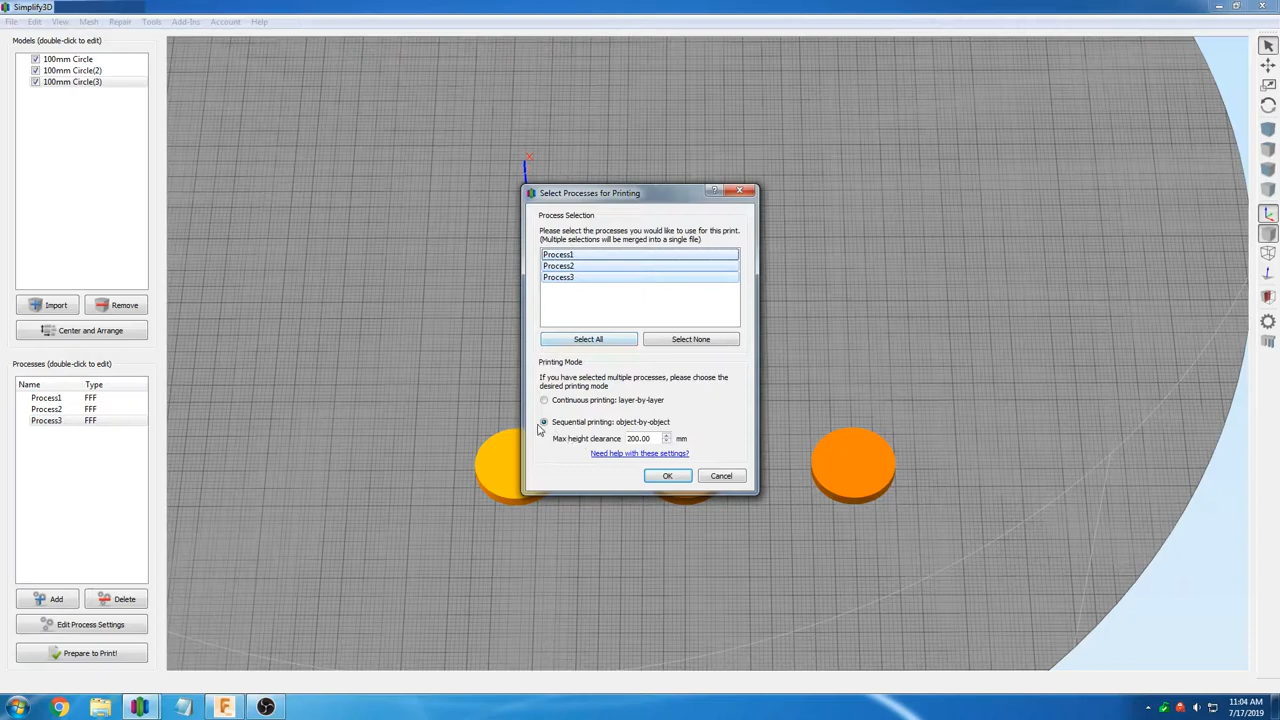 Simplify3D
File Edit View Mesh Repair Tools Add-Ins Account Help
Models (double-click to edit)
100mm Circle
100mm Circle(2)
100mm Circle(3)
Import Remove
Center and Arrange
Processes (double-click to edit)
Name Type
Process1 FFF
Process2 FFF
Process3 FFF
Add Delete
Edit Process Settings
Prepare to Print!
Select Processes for Printing
Process Selection
Please select the processes you would like to use for this print.
(Multiple selections will be merged into a single file)
Process1
Process2
Process3
Select All Select None
Printing Mode
If you have selected multiple processes, please choose the
desired printing mode
Continuous printing: layer-by-layer
Sequential printing: object-by-object
Max height clearance 200.00 mm
Need help with these settings?
OK Cancel
11:04 AM
7/17/2019